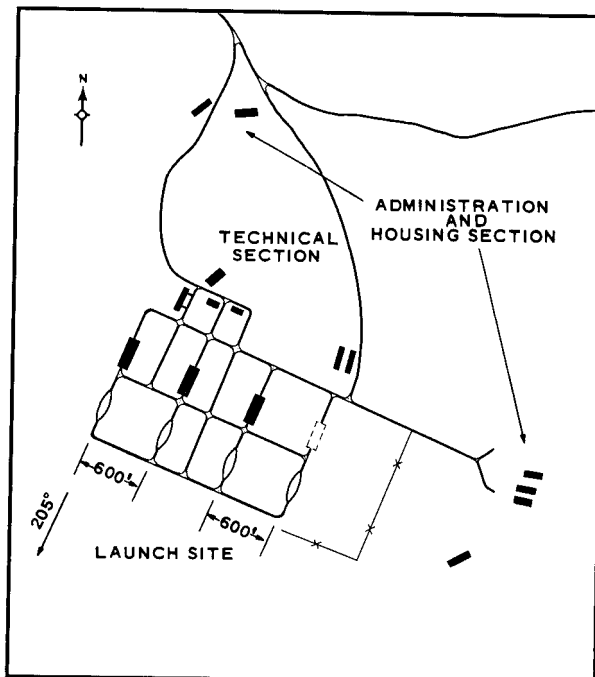 N
ADMINISTRATION
AND
HOUSING SECTION
TECHNICAL
SECTION
600'
600'
205°
LAUNCH SITE